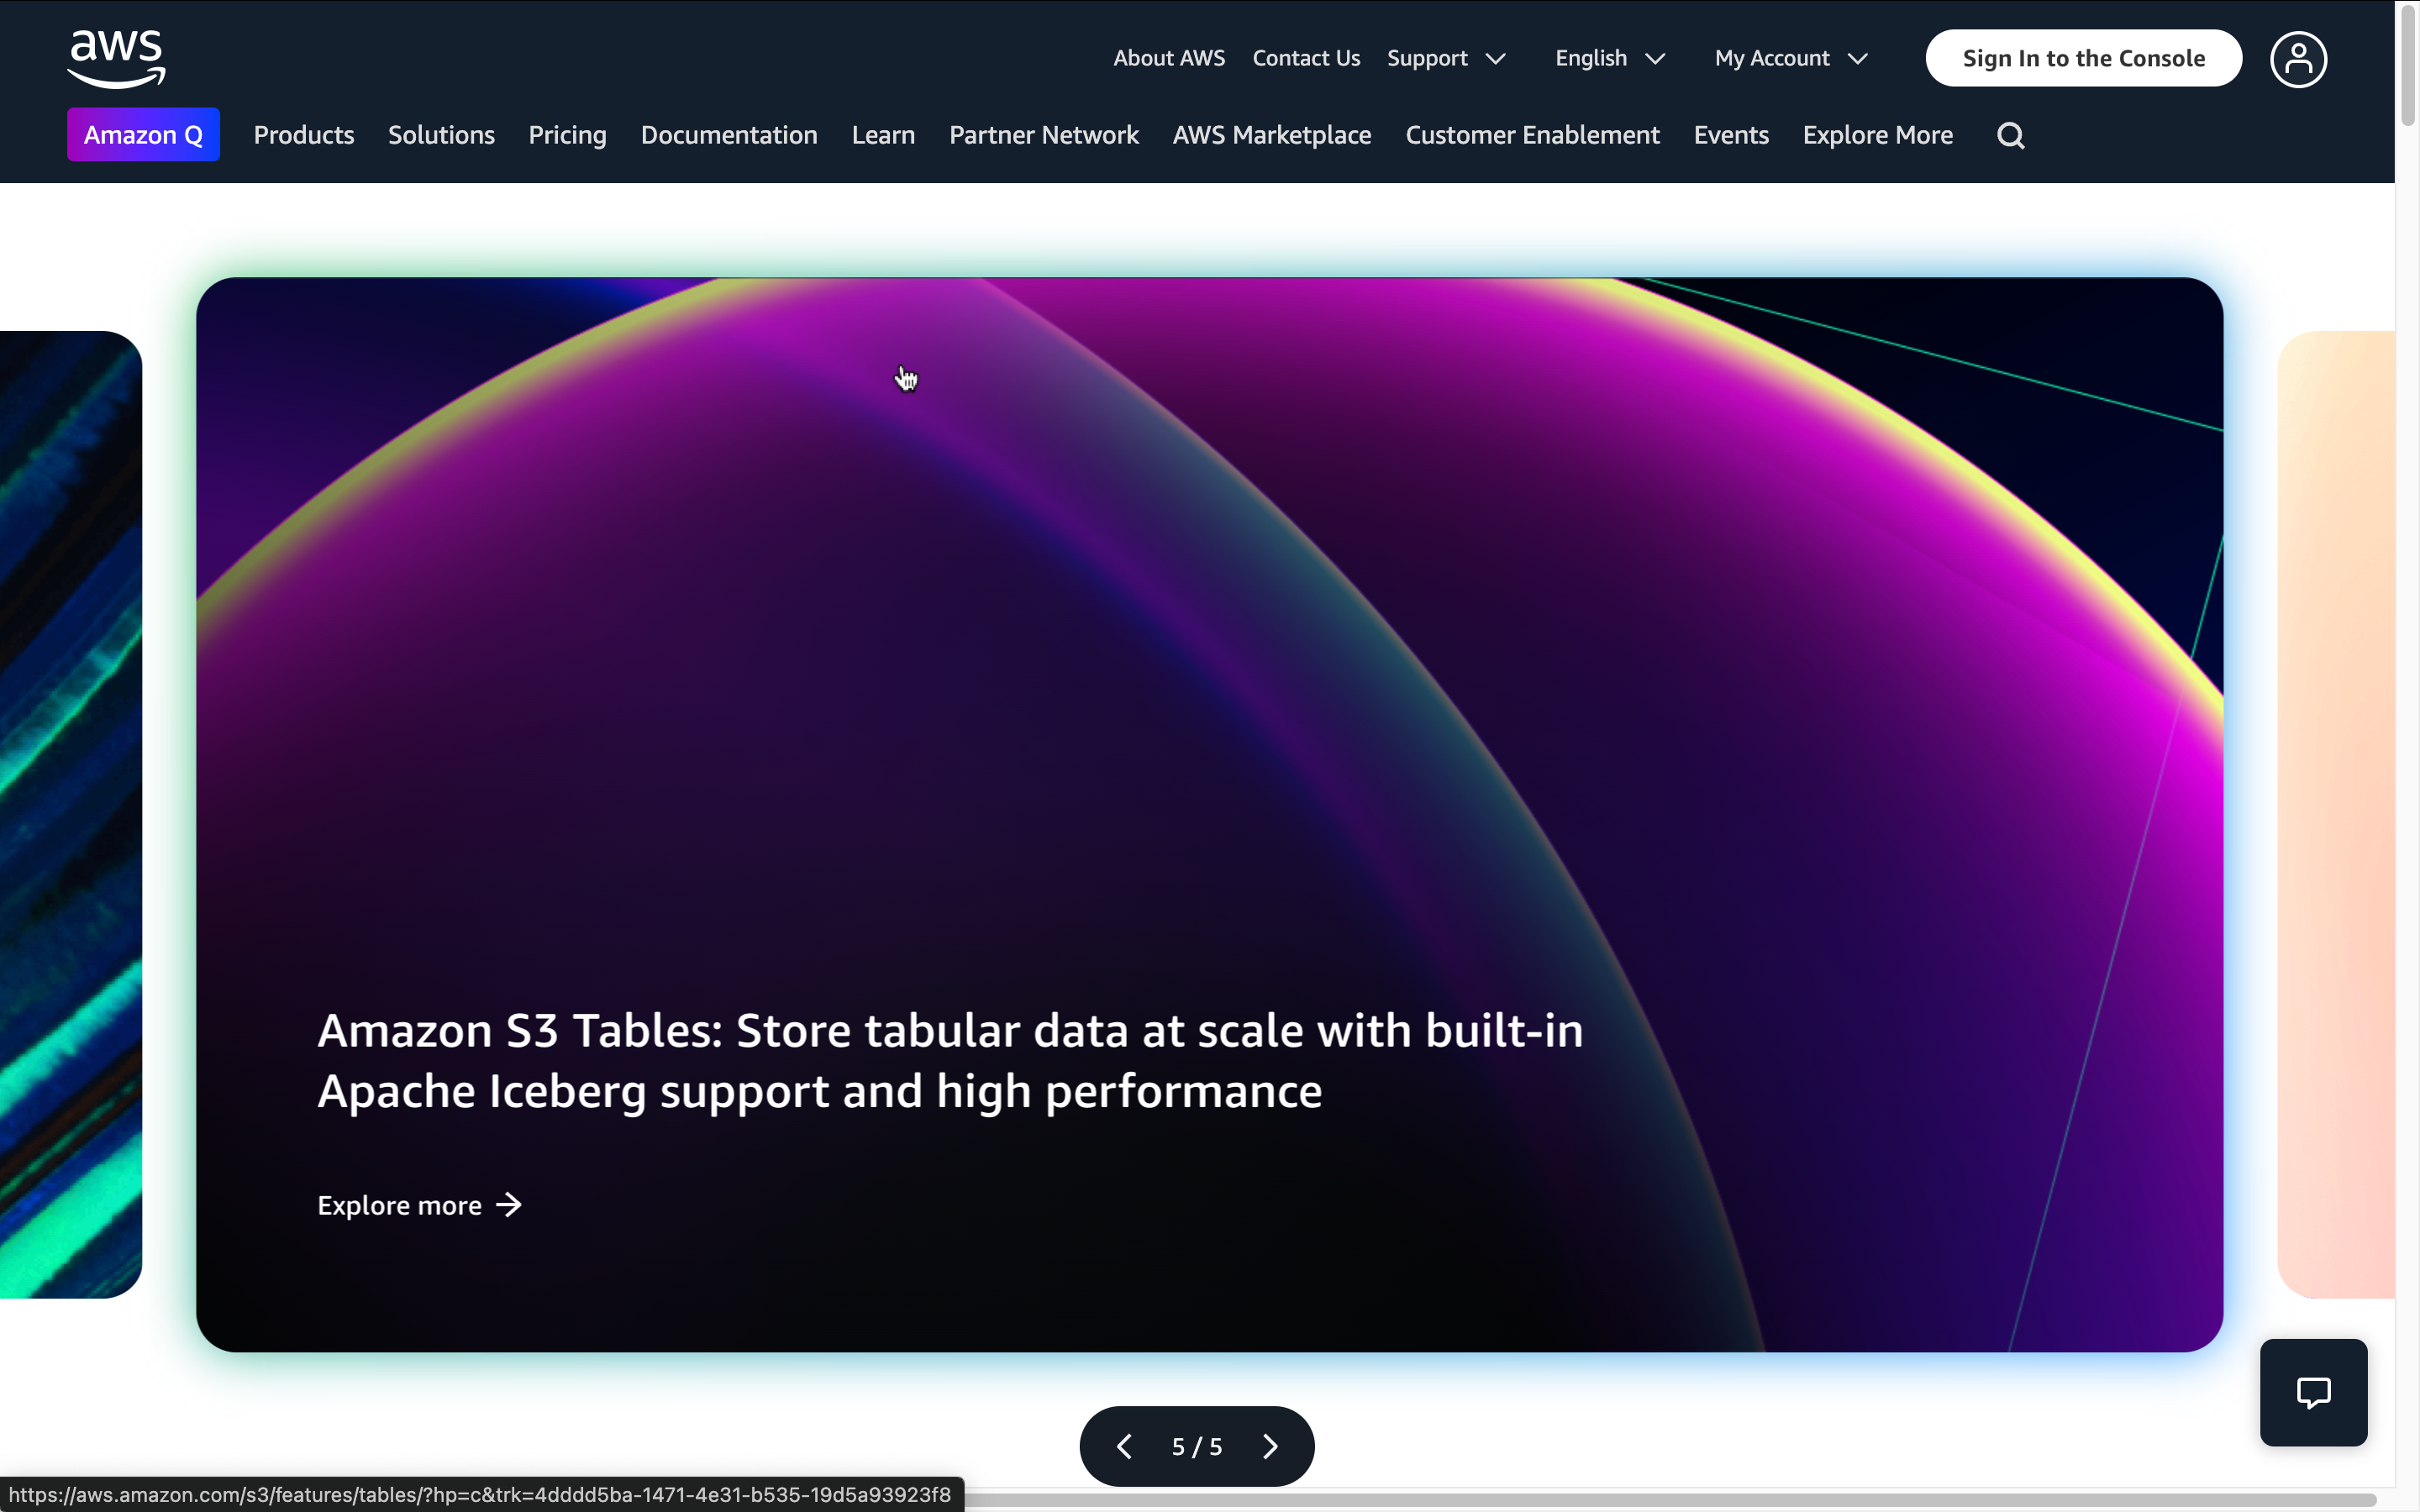 aws
About AWS Contact Us Support English My Account Sign In to the Console
Amazon Q Products Solutions Pricing Documentation Learn Partner Network AWS Marketplace Customer Enablement Events Explore More
Amazon S3 Tables: Store tabular data at scale with built-in
Apache Iceberg support and high performance
Explore more
5 / 5
https://aws.amazon.com/s3/features/tables/?hp=c&trk=4dddd5ba-1471-4e31-b535-19d5a93923f8